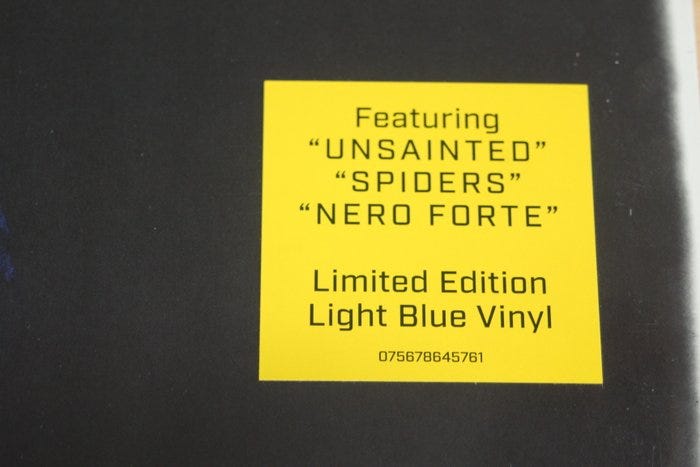 Featuring
“UNSAINTED”
“SPIDERS”
“NERO FORTE”
Limited Edition
Light Blue Vinyl
075678645761